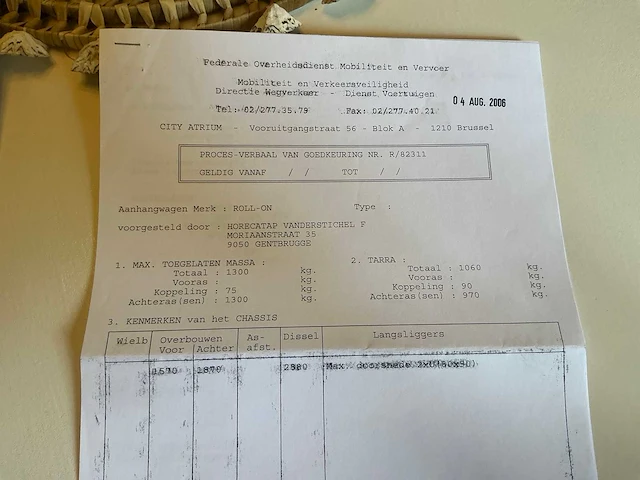 Federale Overheidsdienst Mobiliteit en Vervoer
Mobiliteit en Verkeersveiligheid
Directie Wegverkeer - Dienst Voertuigen
04 AUG. 2006
Tel: 02/277.35.79 Fax: 02/277.40.21
CITY ATRIUM - Vooruitgangstraat 56 - Blok A - 1210 Brussel
PROCES-VERBAAL VAN GOEDKEURING NR. R/82311
GELDIG VANAF / / TOT / /
Aanhangwagen Merk : ROLL-ON Type :
voorgesteld door : HORECATAP VANDERSTICHEL F
MORIAANSTRAAT 35
9050 GENTBRUGGE
1. MAX. TOEGELATEN MASSA : 2. TARRA :
Totaal : 1300 kg. Totaal : 1060 kg.
Vooras : kg. Vooras : kg.
Koppeling : 75 kg. Koppeling : 90 kg.
Achteras(sen) : 1300 kg. Achteras(sen) : 970 kg.
3. KENMERKEN van het CHASSIS
Wielb Overbouwen As- Dissel Langsliggers
Voor Achter afst.
1570 1870 2880 Max. doorsnede